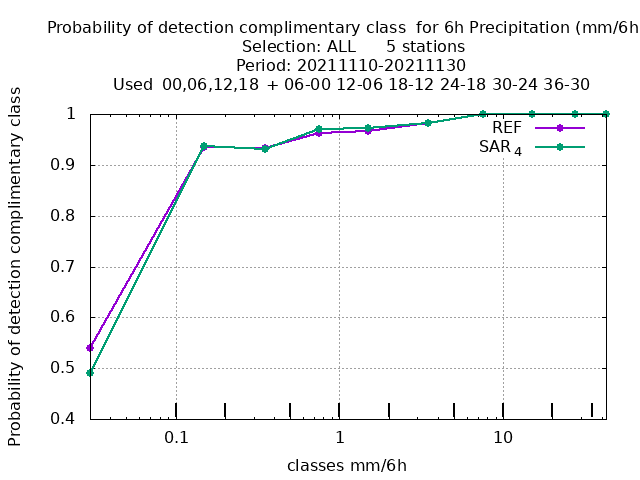 Probability of detection complimentary class  for 6h Precipitation (mm/6h
Selection: ALL      5 stations
Period: 20211110-20211130
Used  00,06,12,18  + 06-00 12-06 18-12 24-18 30-24 36-30
Probability of detection complimentary class
1
0.9
0.8
0.7
0.6
0.5
0.4
REF
SAR 4
0.1
1
10
classes mm/6h